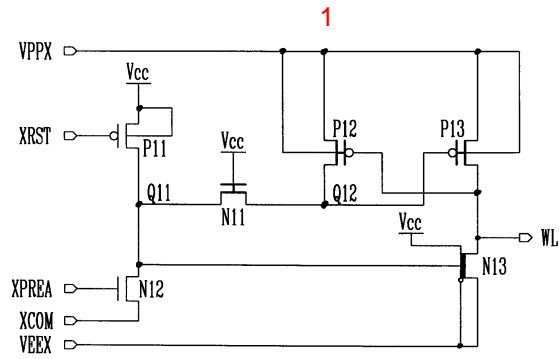 1
VPPX
Vcc
P12
P13
XRST
P11
Vcc
Q11
Q12
N11
Vcc
WL
N13
XPREA
N12
XCOM
VEEX